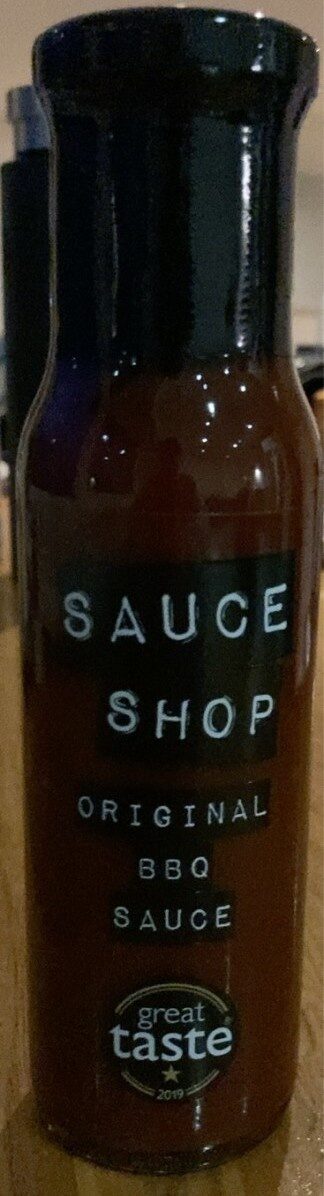 SAUCE
SHOP
ORIGINAL
BBQ
SAUCE
great
taste®
2019